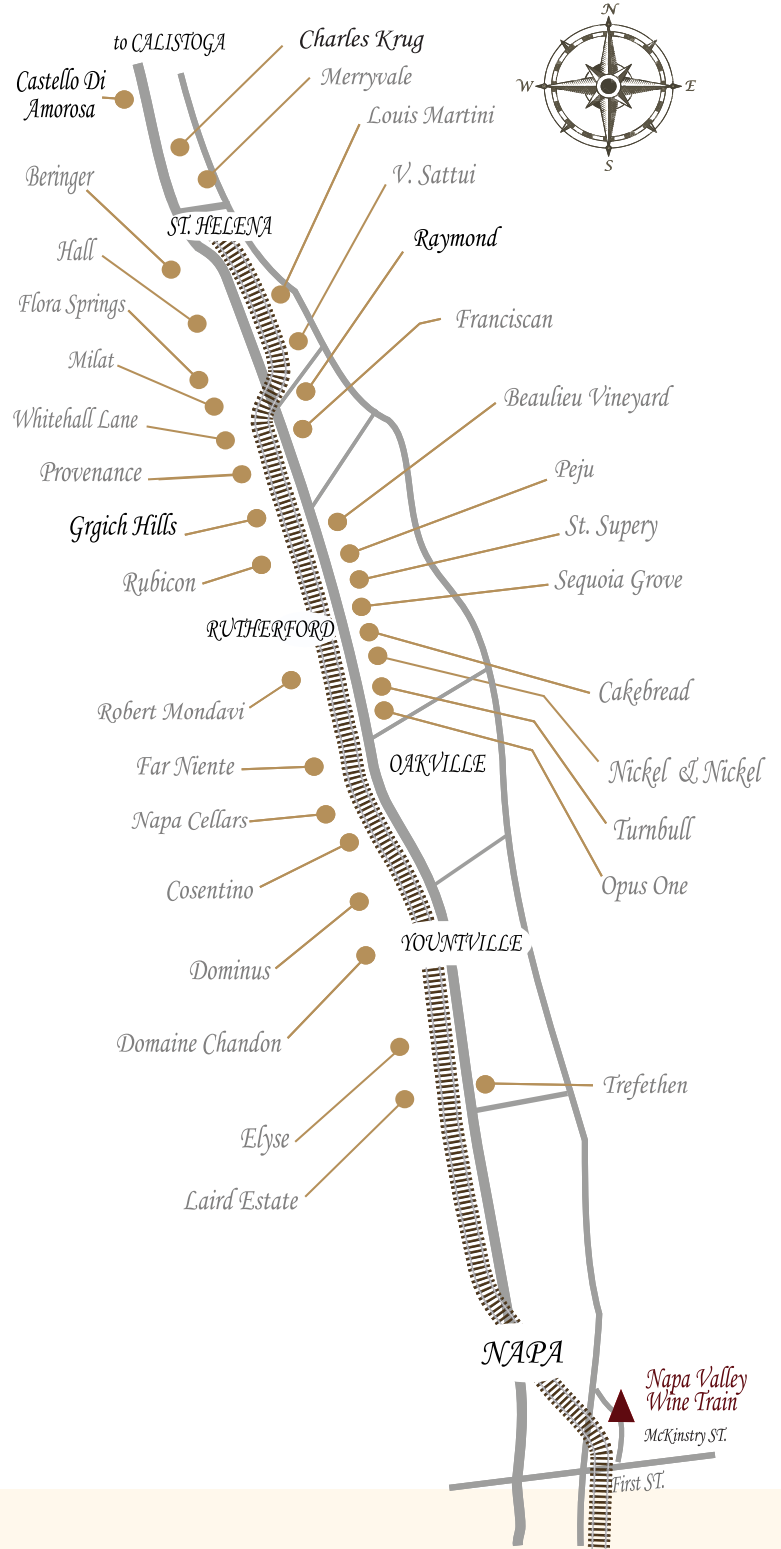 N
to CALISTOGA
Charles Krug
Castello Di
Amorosa
Merryvale
W
E
Louis Martini
S
Beringer
V. Sattui
ST. HELENA
Hall
Raymond
Flora Springs
Franciscan
Milat
Beaulieu Vineyard
Whitehall Lane
Provenance
Peju
Grgich Hills
St. Supery
Rubicon
Sequoia Grove
RUTHERFORD
Cakebread
Robert Mondavi
Far Niente
OAKVILLE
Nickel & Nickel
Napa Cellars
Turnbull
Cosentino
Opus One
YOUNTVILLE
Dominus
Domaine Chandon
Trefethen
Elyse
Laird Estate
NAPA
Napa Valley
Wine Train
McKinstry ST.
First ST.